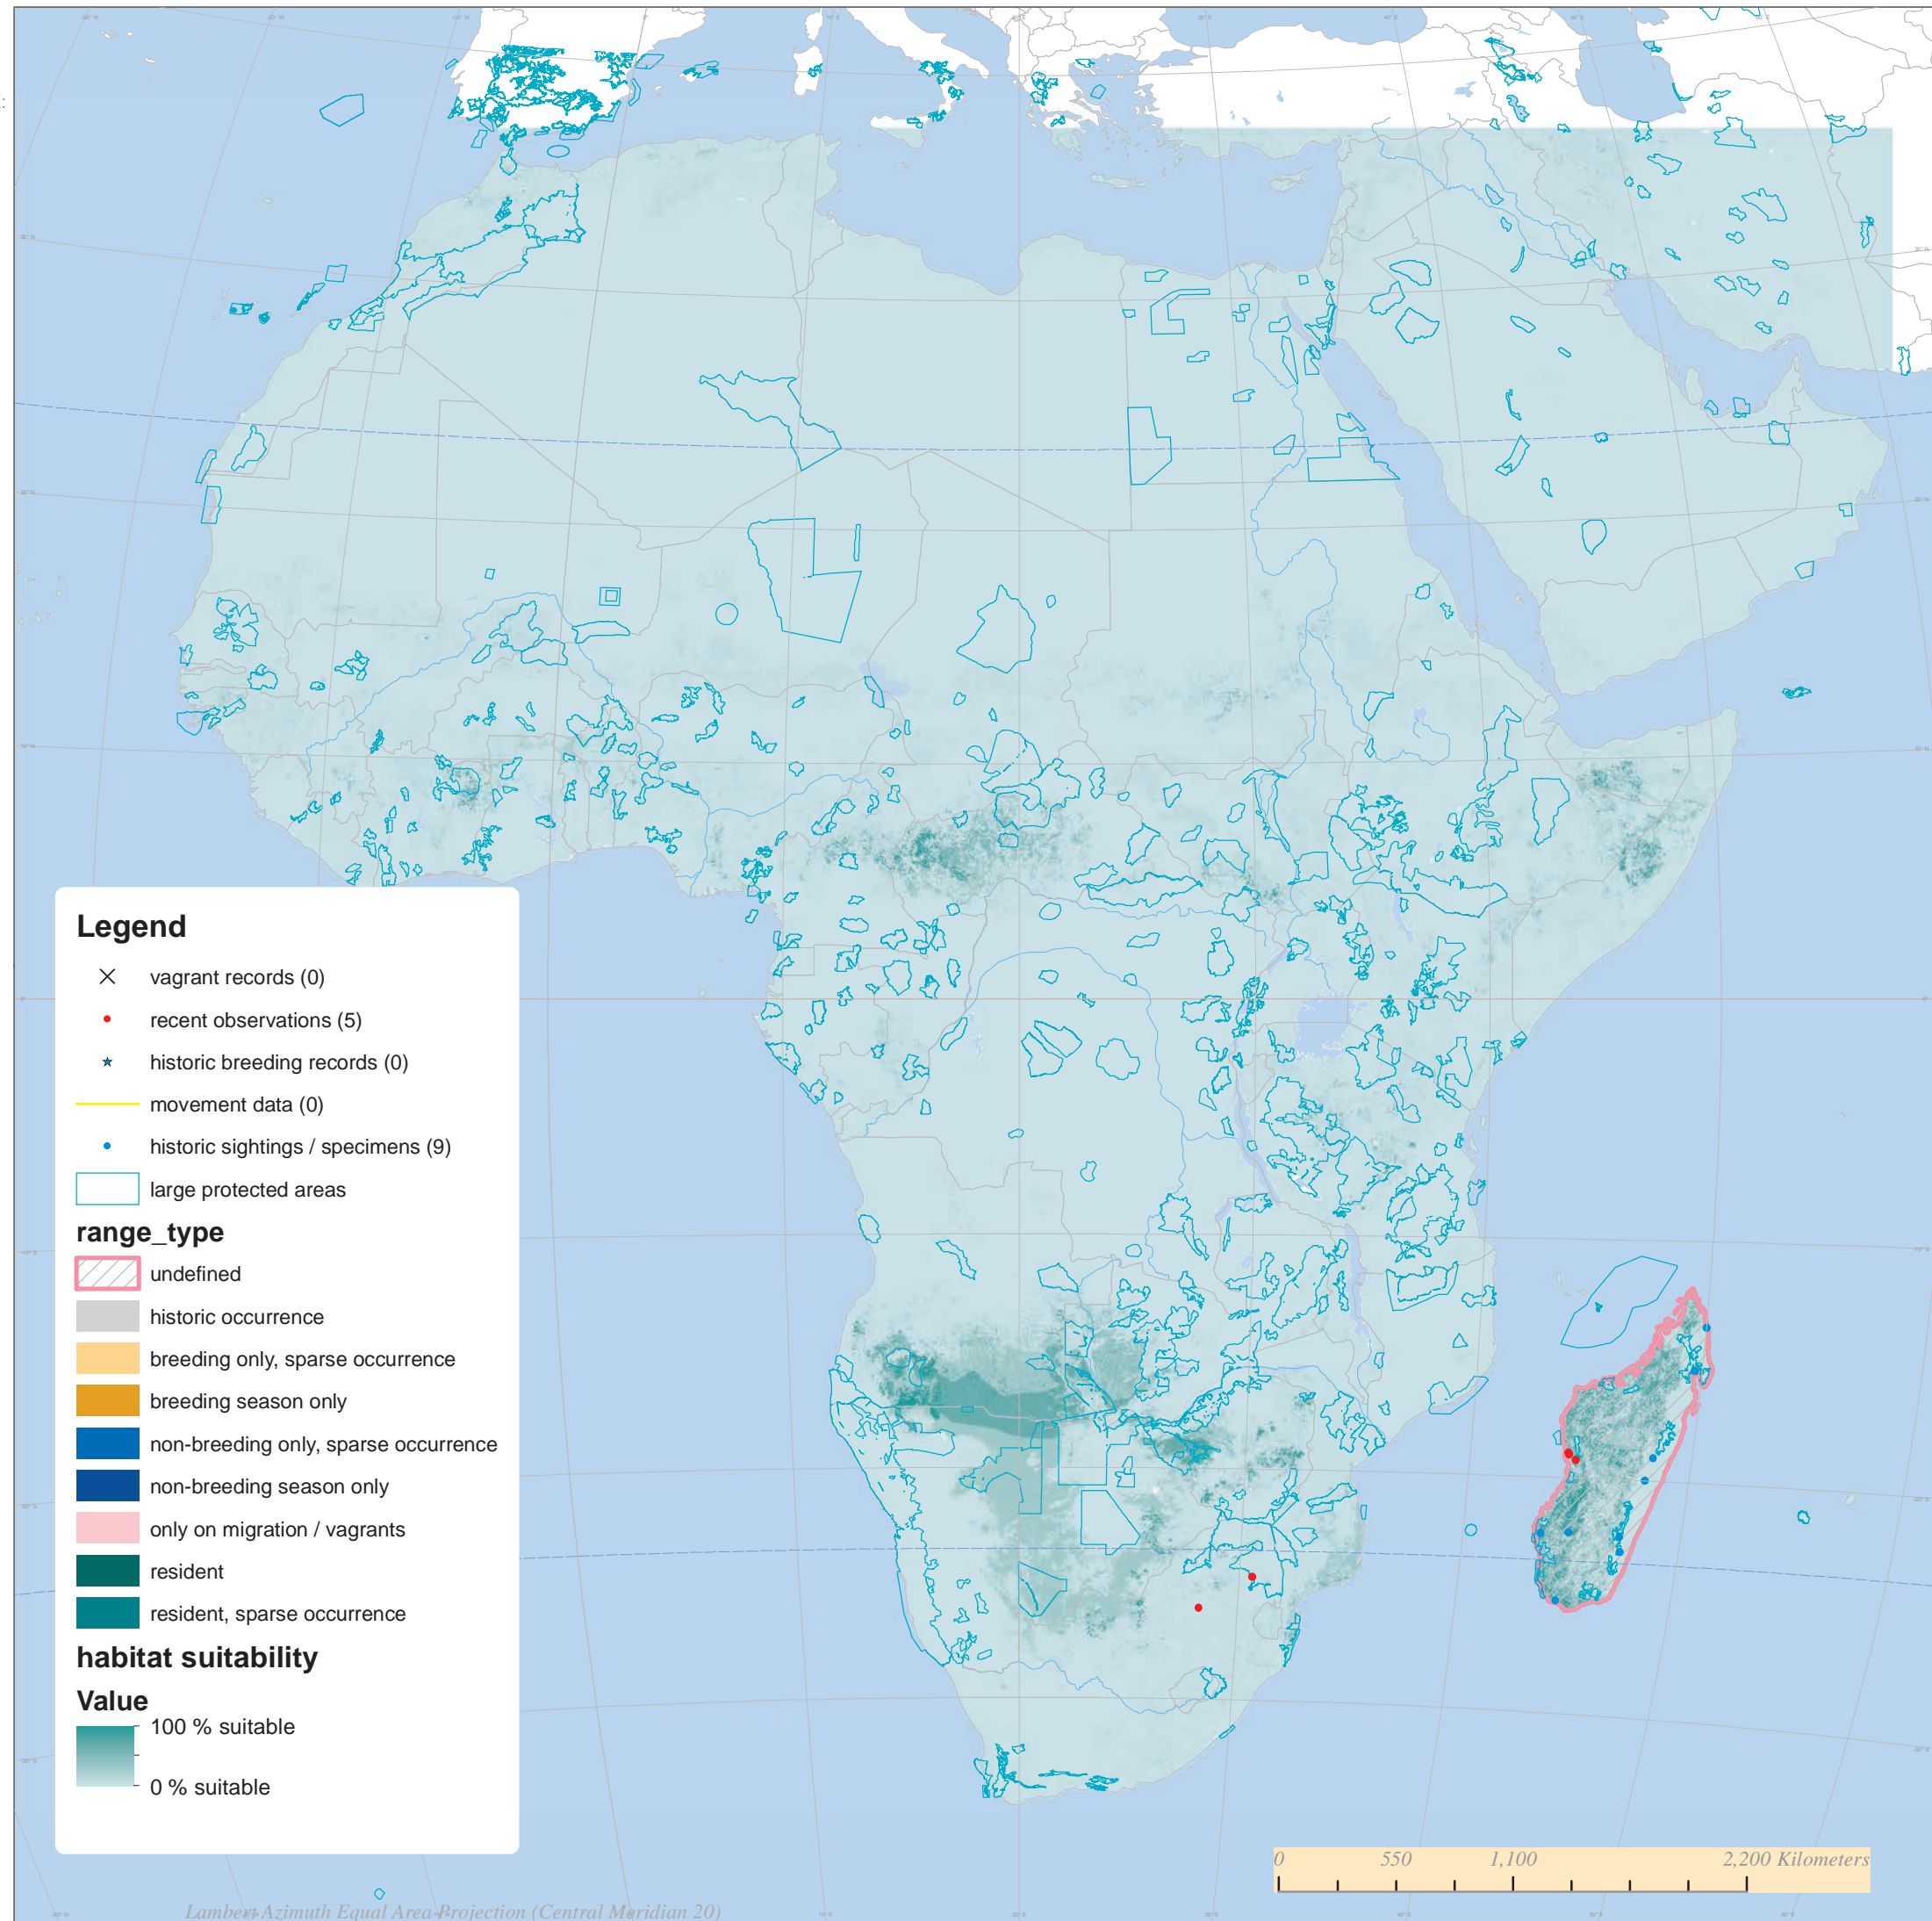 Legend
vagrant records (0)
recent observations (5)
historic breeding records (0)
movement data (0)
historic sightings / specimens (9)
large protected areas
range_type
undefined
historic occurrence
breeding only, sparse occurrence
breeding season only
non-breeding only, sparse occurrence
non-breeding season only
only on migration / vagrants
resident
resident, sparse occurrence
habitat suitability
Value
100 % suitable
0 % suitable
0 550 1,100 2,200 Kilometers
Lambert Azimuth Equal Area Projection (Central Meridian 20)